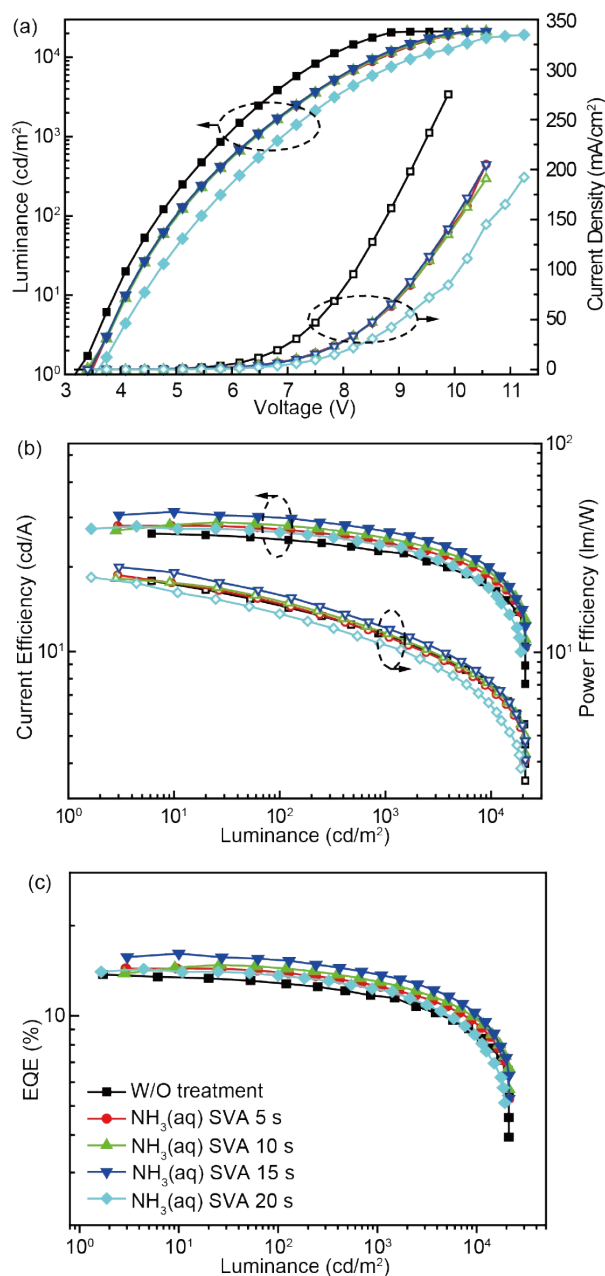 (a)
Luminance (cd/m²)
10⁴
10³
10²
10¹
10⁰
350
300
250
200
150
100
50
0
Current Density (mA/cm²)
3 4 5 6 7 8 9 10 11
Voltage (V)
(b)
Current Efficiency (cd/A)
10¹
10²
10¹
Power Ffficiency (lm/W)
10⁰ 10¹ 10² 10³ 10⁴
Luminance (cd/m²)
(c)
EQE (%)
10
W/O treatment
NH₃(aq) SVA 5 s
NH₃(aq) SVA 10 s
NH₃(aq) SVA 15 s
NH₃(aq) SVA 20 s
10⁰ 10¹ 10² 10³ 10⁴
Luminance (cd/m²)